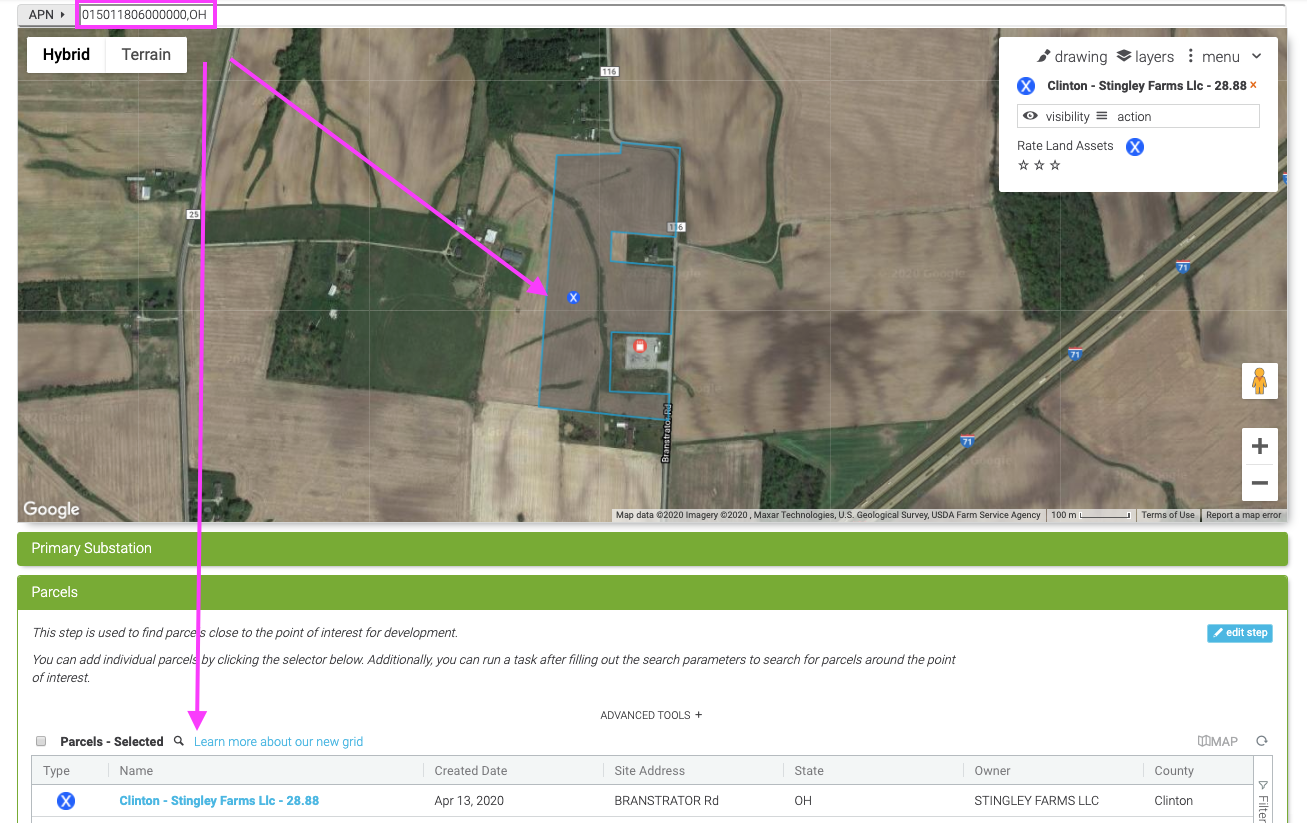 APN
015011806000000,OH
Hybrid
Terrain
drawing layers menu
Clinton - Stingley Farms Llc - 28.88 ×
visibility action
Rate Land Assets X
X
116
25
116
X
71
71
71
Branstrator Rd
© 2020 Google
Google
Map data ©2020 Imagery ©2020 , Maxar Technologies, U.S. Geological Survey, USDA Farm Service Agency
100 m
Terms of Use
Report a map error
Primary Substation
Parcels
This step is used to find parcels close to the point of interest for development.
edit step
You can add individual parcels by clicking the selector below. Additionally, you can run a task after filling out the search parameters to search for parcels around the point
of interest.
ADVANCED TOOLS +
Parcels - Selected
Learn more about our new grid
MAP
Type Name Created Date Site Address State Owner County
X Clinton - Stingley Farms Llc - 28.88 Apr 13, 2020 BRANSTRATOR Rd OH STINGLEY FARMS LLC Clinton
Filter